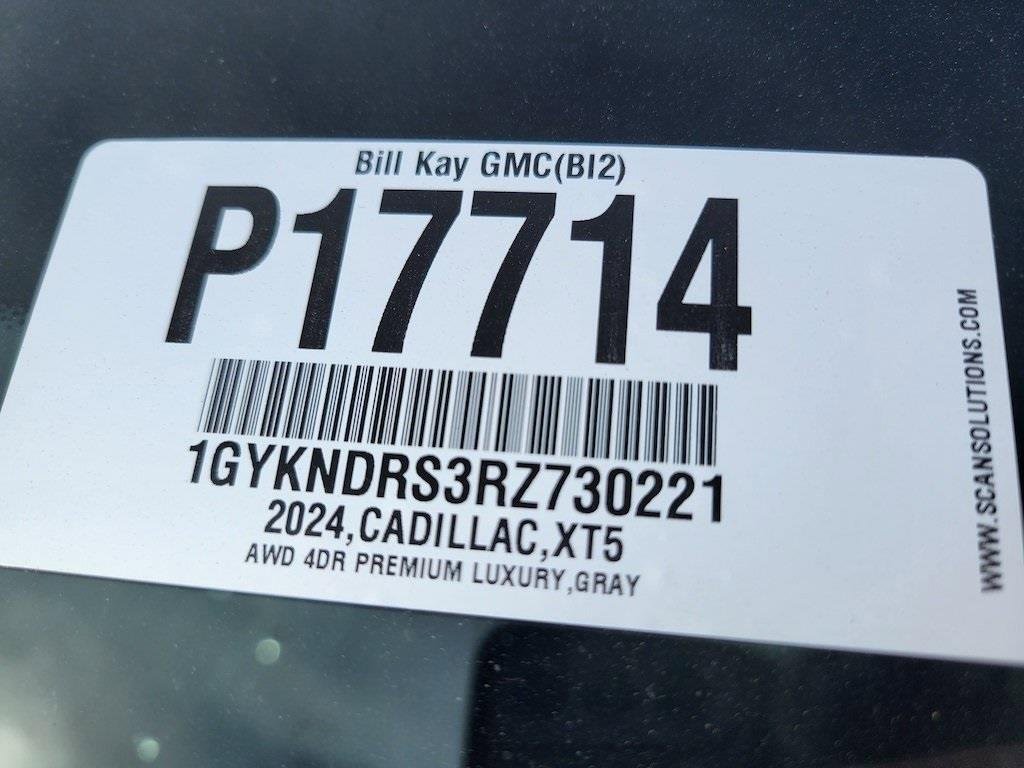 Bill Kay GMC(BI2)
P17714
1GYKNDRS3RZ730221
2024,CADILLAC,XT5
AWD 4DR PREMIUM LUXURY,GRAY
WWW.SCANSOLUTIONS.COM